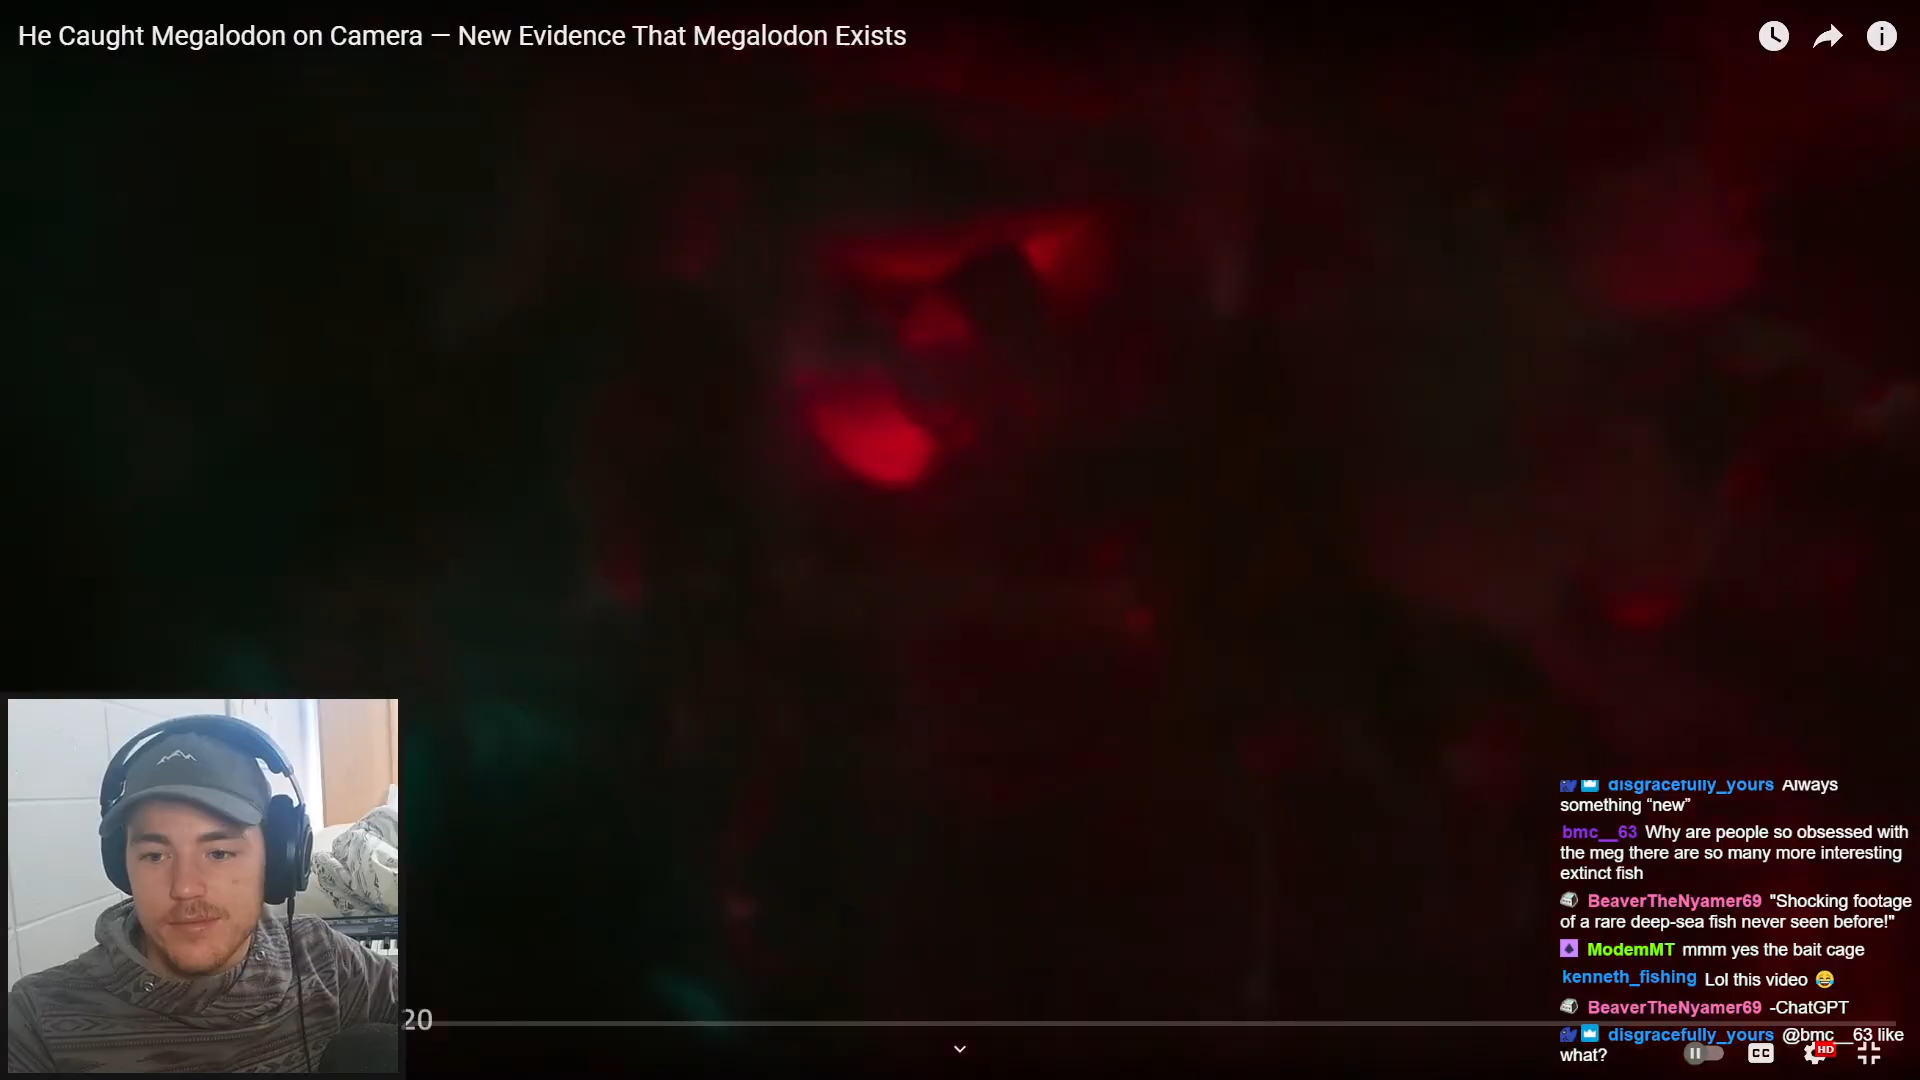 He Caught Megalodon on Camera — New Evidence That Megalodon Exists
disgracefully_yours Always
something “new”
bmc__63 Why are people so obsessed with
the meg there are so many more interesting
extinct fish
BeaverTheNyamer69 "Shocking footage
of a rare deep-sea fish never seen before!"
ModemMT mmm yes the bait cage
kenneth_fishing Lol this video 😂
BeaverTheNyamer69 -ChatGPT
disgracefully_yours @bmc__63 like
what?
20
CC
HD